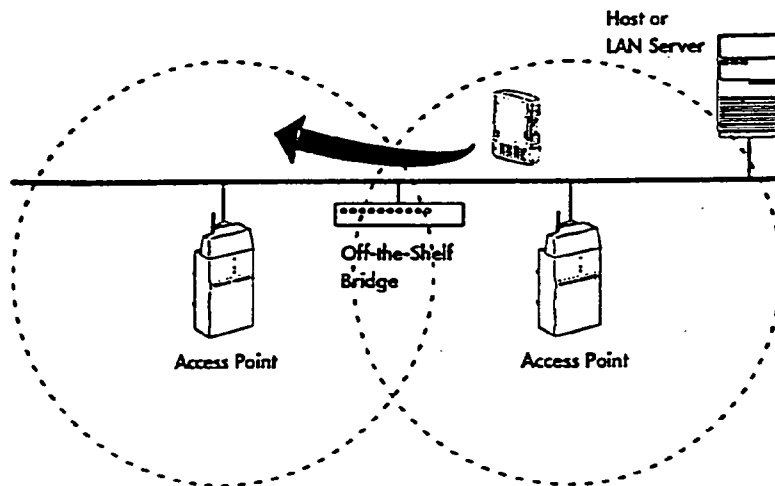 Host or
LAN Server
Off-the-Shelf
Bridge
Access Point
Access Point